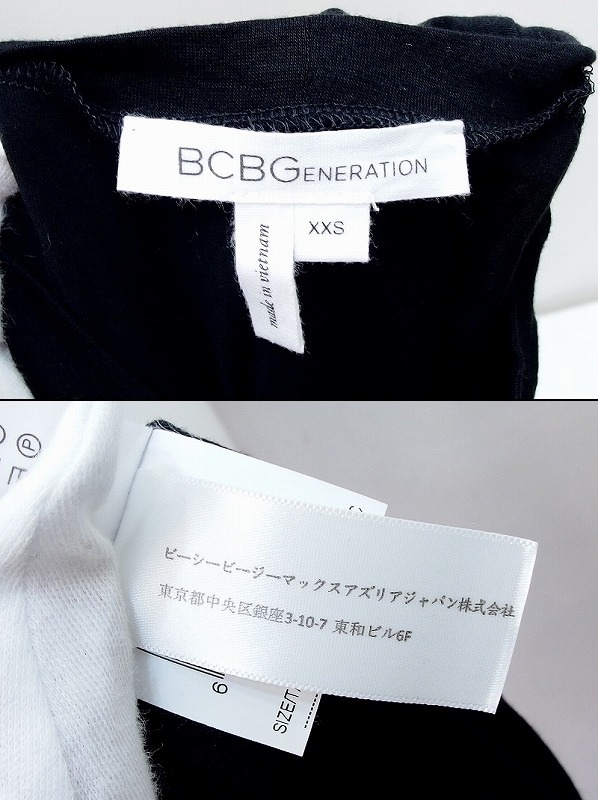 BCBGENERATION
XXS
made in vietnam
P
ビーシービージーマックスアズリアジャパン株式会社
東京都中央区銀座3-10-7 東和ビル6F
6
SIZE/T